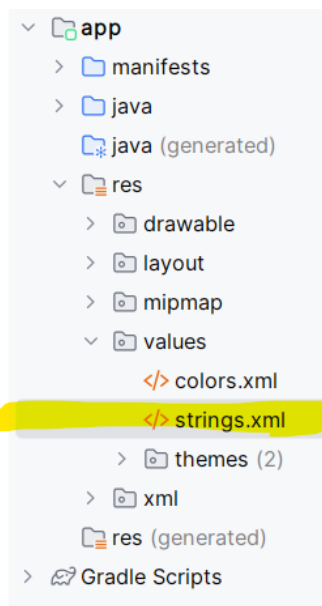 app
manifests
java
java (generated)
res
drawable
layout
mipmap
values
</> colors.xml
</> strings.xml
themes (2)
xml
res (generated)
Gradle Scripts